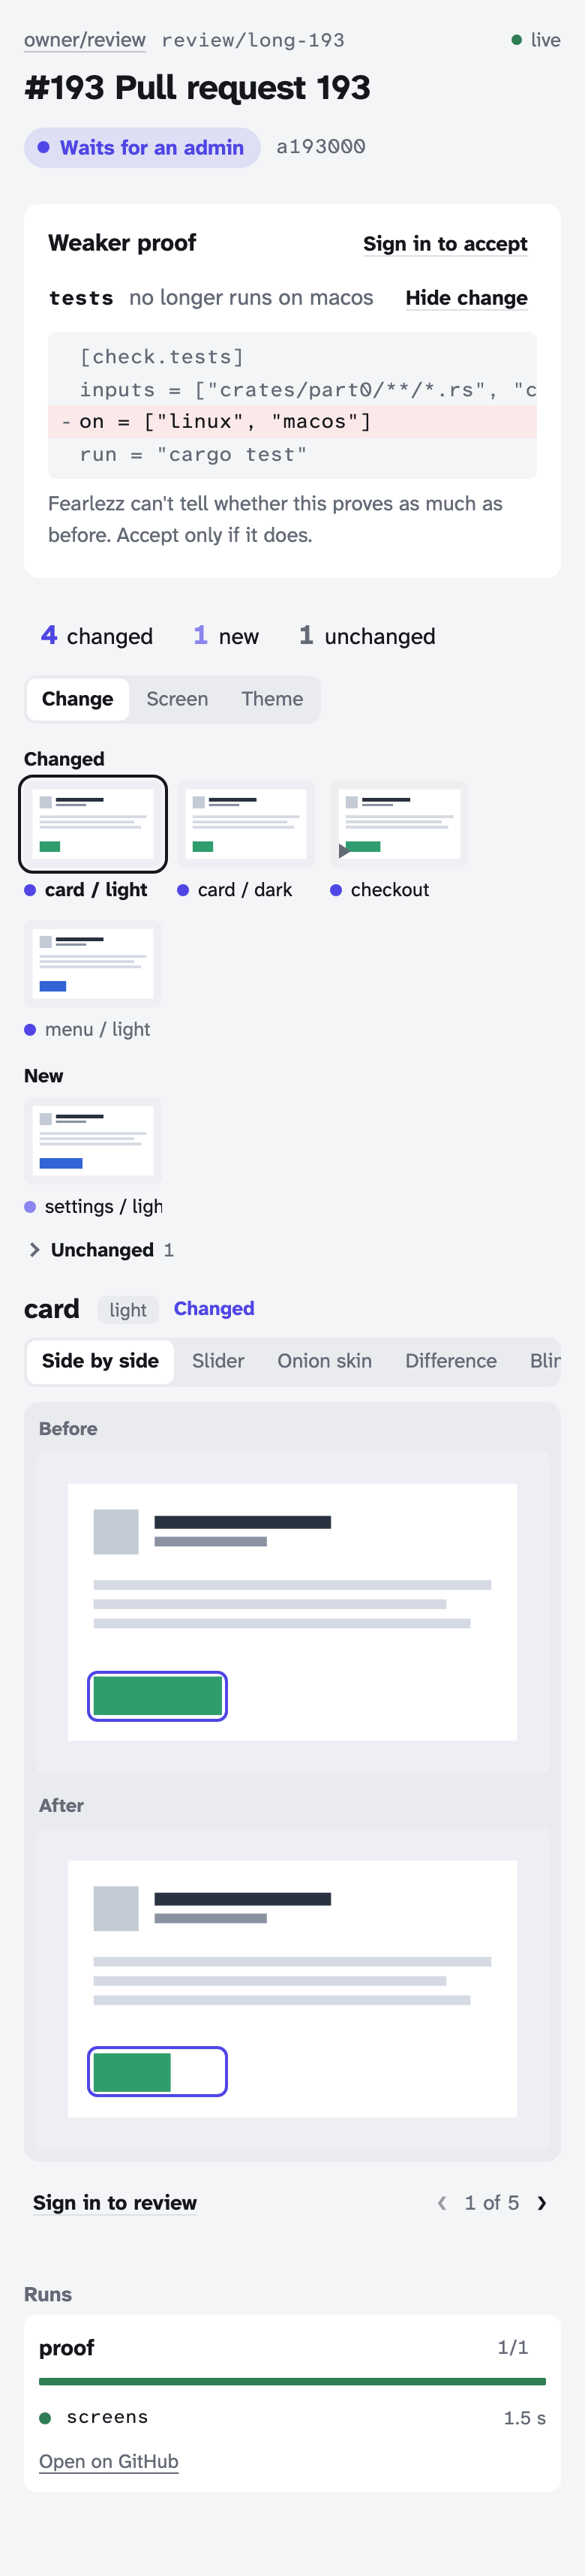 owner/review review/long-193 live
#193 Pull request 193
Waits for an admin a193000
Weaker proof Sign in to accept
tests no longer runs on macos Hide change
[check.tests]
inputs = ["crates/part0/**/*.rs", "c
- on = ["linux", "macos"]
run = "cargo test"
Fearlezz can't tell whether this proves as much as
before. Accept only if it does.
4 changed 1 new 1 unchanged
Change Screen Theme
Changed
card / light card / dark checkout
menu / light
New
settings / ligh
Unchanged 1
card light Changed
Side by side Slider Onion skin Difference Blin
Before
After
Sign in to review ‹ 1 of 5 ›
Runs
proof 1/1
screens 1.5 s
Open on GitHub